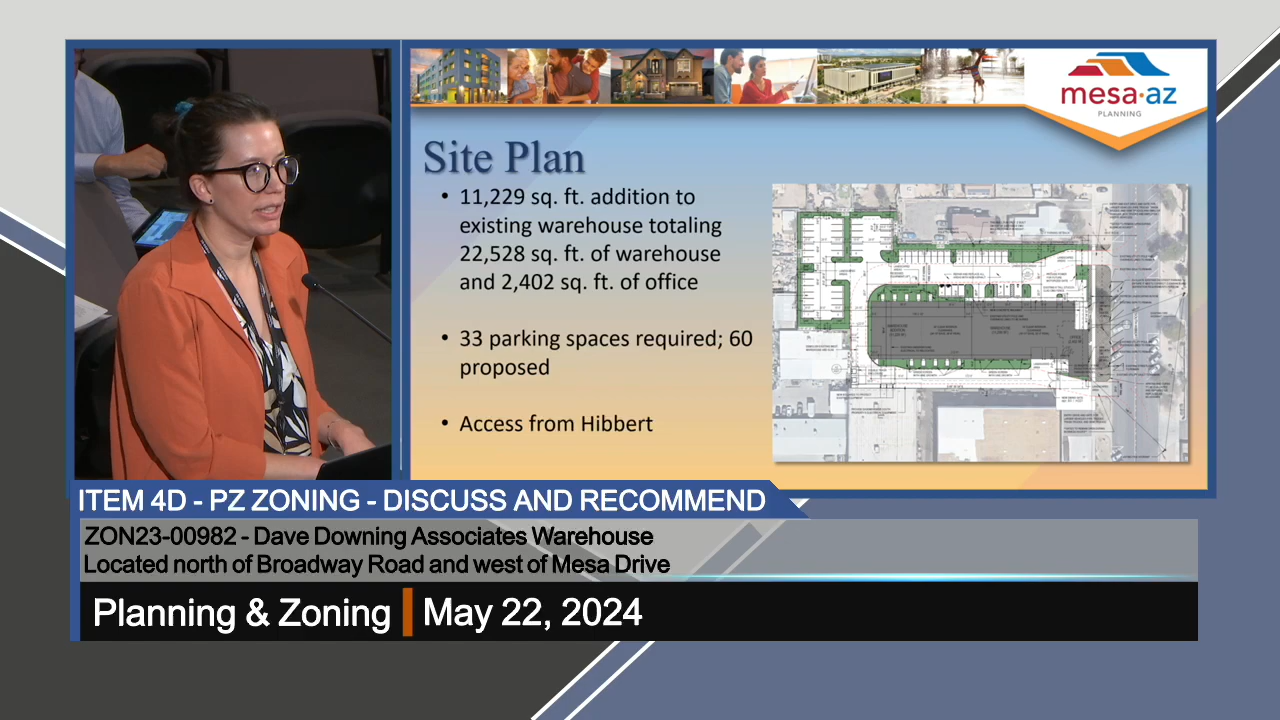 mesa·az
PLANNING
Site Plan
• 11,229 sq. ft. addition to
existing warehouse totaling
22,528 sq. ft. of warehouse
and 2,402 sq. ft. of office
• 33 parking spaces required; 60
proposed
• Access from Hibbert
ITEM 4D - PZ ZONING - DISCUSS AND RECOMMEND
ZON23-00982 - Dave Downing Associates Warehouse
Located north of Broadway Road and west of Mesa Drive
Planning & Zoning
May 22, 2024